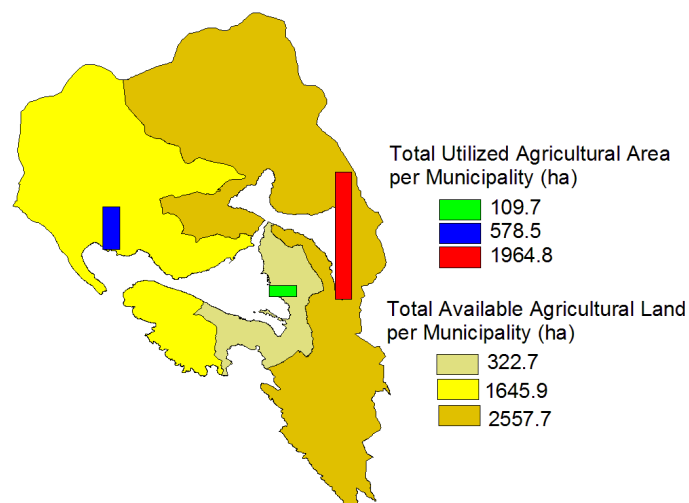 Total Utilized Agricultural Area
per Municipality (ha)
109.7
578.5
1964.8
Total Available Agricultural Land
per Municipality (ha)
322.7
1645.9
2557.7